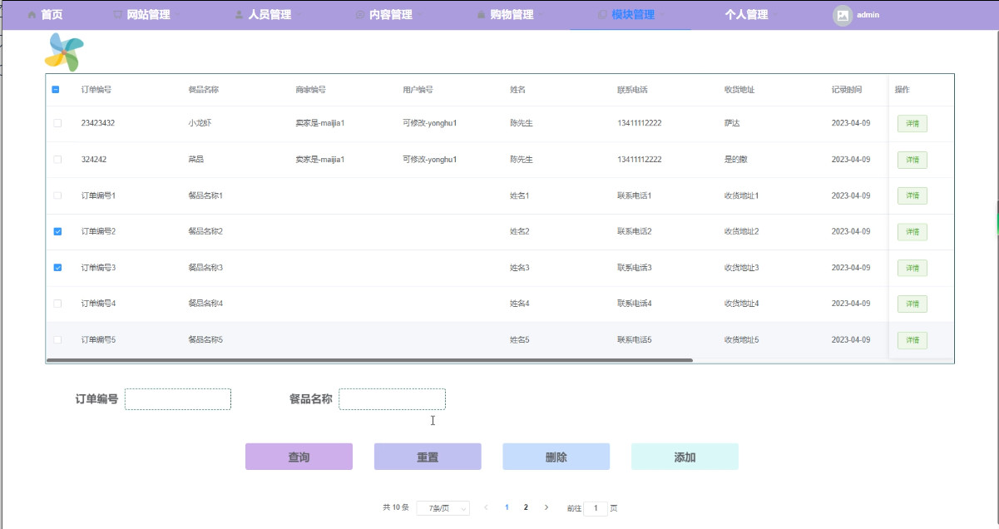 首页 网站管理 人员管理 内容管理 购物管理 模块管理 个人管理 admin
订单编号 餐品名称 商家编号 用户编号 姓名 联系电话 收货地址 记录时间 操作
23423432 小龙虾 卖家是-maijia1 可修改-yonghu1 陈先生 13411112222 萨达 2023-04-09 详情
324242 菜品 卖家是-maijia1 可修改-yonghu1 陈先生 13411112222 是的撒 2023-04-09 详情
订单编号1 餐品名称1 姓名1 联系电话1 收货地址1 2023-04-09 详情
订单编号2 餐品名称2 姓名2 联系电话2 收货地址2 2023-04-09 详情
订单编号3 餐品名称3 姓名3 联系电话3 收货地址3 2023-04-09 详情
订单编号4 餐品名称4 姓名4 联系电话4 收货地址4 2023-04-09 详情
订单编号5 餐品名称5 姓名5 联系电话5 收货地址5 2023-04-09 详情
订单编号 餐品名称
查询 重置 删除 添加
共 10 条 7条/页 1 2 前往 1 页